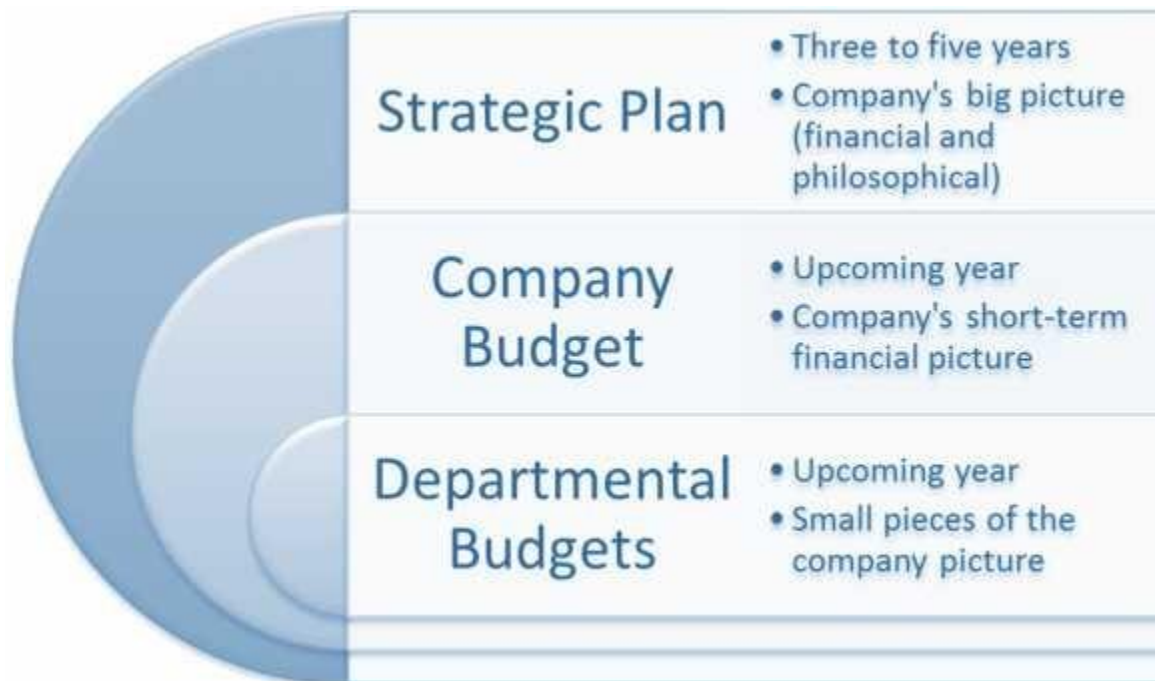 Strategic Plan
• Three to five years
• Company's big picture
(financial and
philosophical)
Company
Budget
• Upcoming year
• Company's short-term
financial picture
Departmental
Budgets
• Upcoming year
• Small pieces of the
company picture